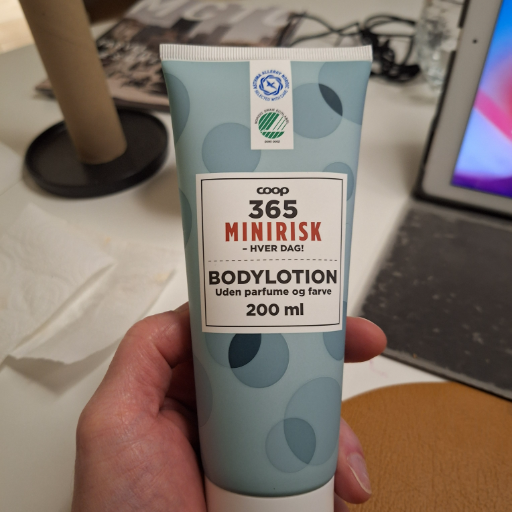 coop
365
MINIRISK
– HVER DAG!
BODYLOTION
Uden parfume og farve
200 ml